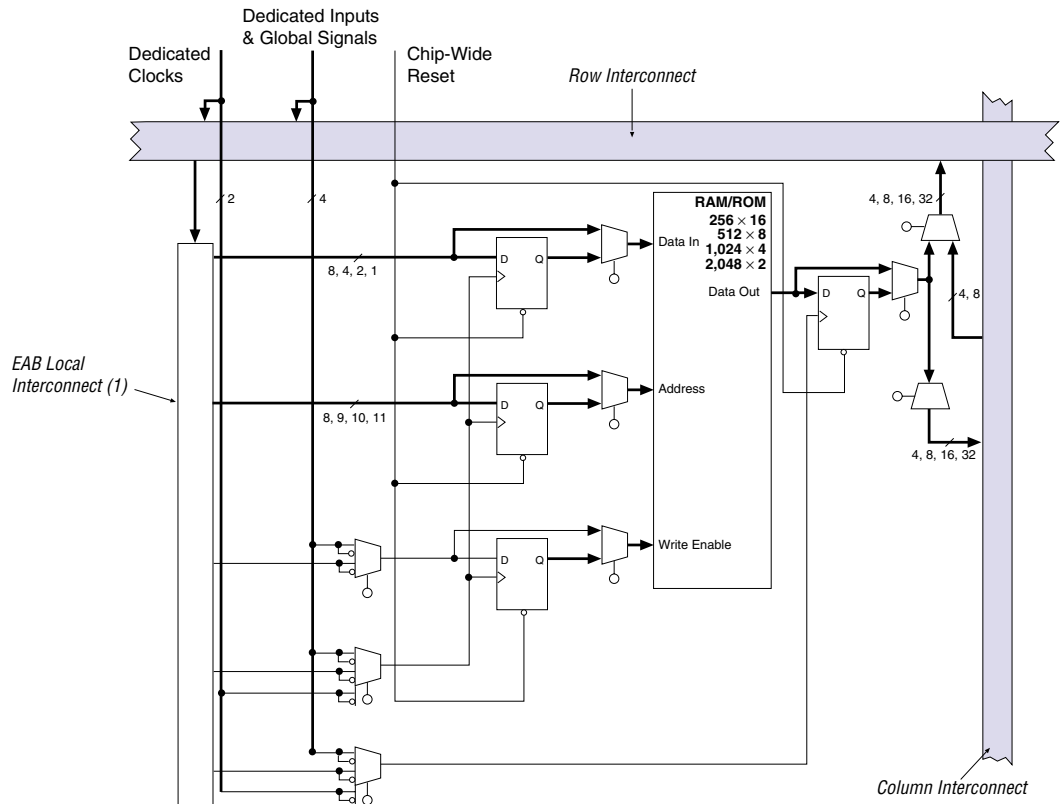 Dedicated Inputs
& Global Signals
Dedicated
Clocks
Chip-Wide
Reset
Row Interconnect
2
4
RAM/ROM
256 × 16
512 × 8
1,024 × 4
2,048 × 2
4, 8, 16, 32
Data In
D Q
8, 4, 2, 1
Data Out
D Q
4, 8
EAB Local
Interconnect (1)
Address
D Q
8, 9, 10, 11
4, 8, 16, 32
Write Enable
D Q
Column Interconnect